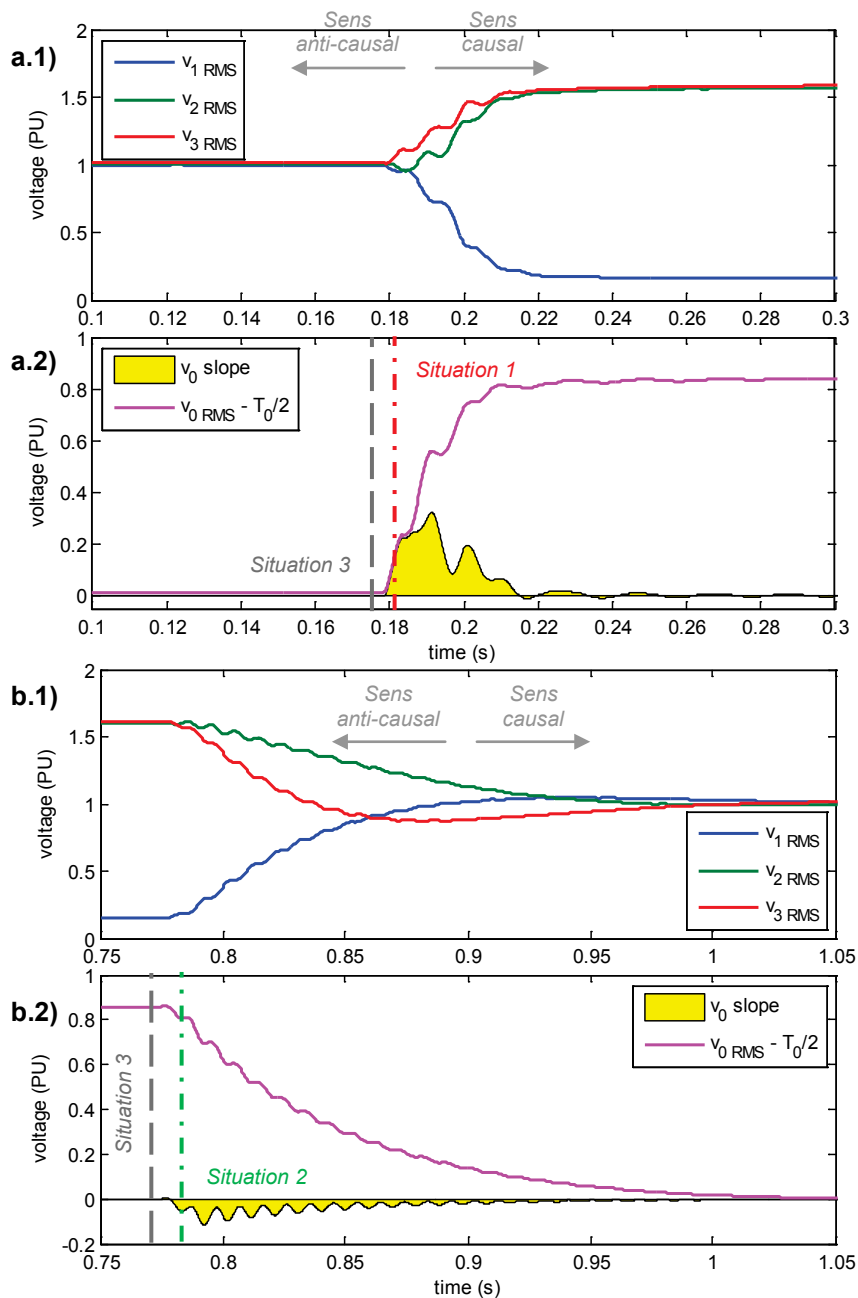 a.1)
Sens anti-causal
Sens causal
v1 RMS
v2 RMS
v3 RMS
voltage (PU)
2
1.5
1
0.5
0
0.1 0.12 0.14 0.16 0.18 0.2 0.22 0.24 0.26 0.28 0.3
a.2)
v0 slope
v0 RMS - T0/2
Situation 1
Situation 3
voltage (PU)
1
0.8
0.6
0.4
0.2
0
0.1 0.12 0.14 0.16 0.18 0.2 0.22 0.24 0.26 0.28 0.3
time (s)
b.1)
Sens anti-causal
Sens causal
v1 RMS
v2 RMS
v3 RMS
voltage (PU)
2
1.5
1
0.5
0
0.75 0.8 0.85 0.9 0.95 1 1.05
b.2)
v0 slope
v0 RMS - T0/2
Situation 3
Situation 2
voltage (PU)
1
0.8
0.6
0.4
0.2
0
-0.2
0.75 0.8 0.85 0.9 0.95 1 1.05
time (s)